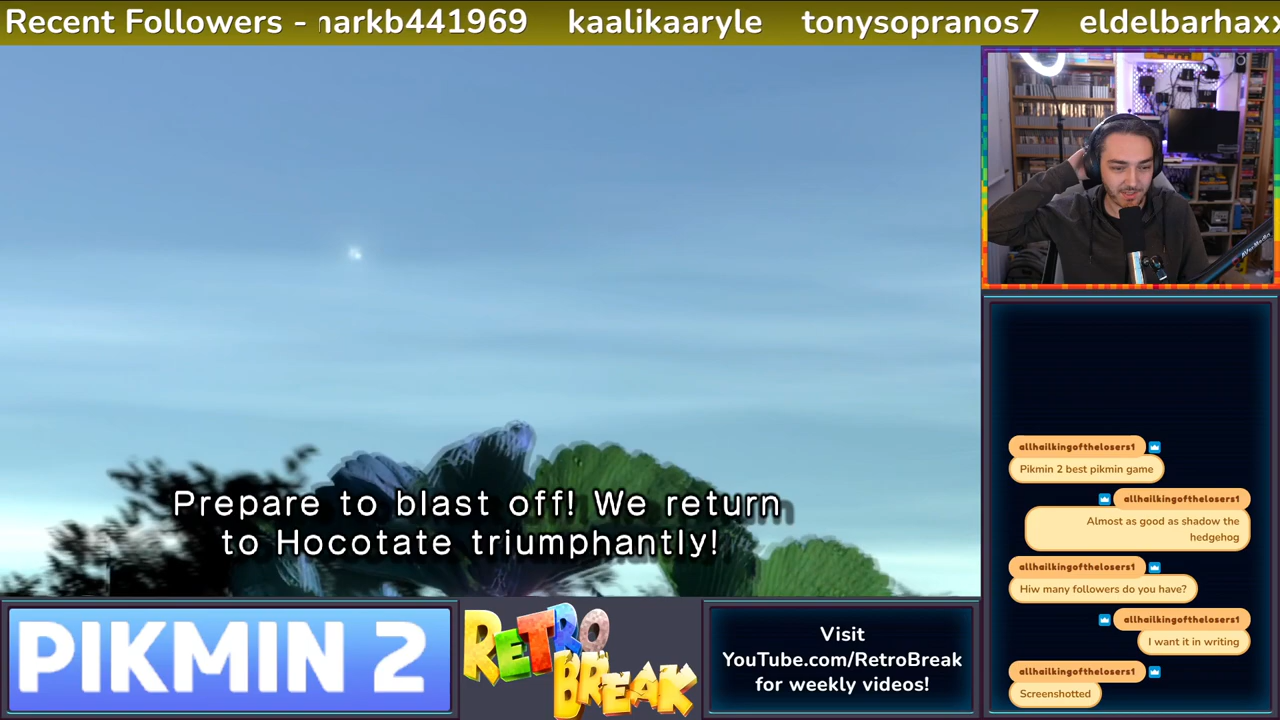 Recent Followers - narkb441969 kaalikaaryle tonysopranos7 eldelbarhaxx
AVerMedia
Prepare to blast off! We return
to Hocotate triumphantly!
allhailkingofthelosers1
Pikmin 2 best pikmin game
allhailkingofthelosers1
Almost as good as shadow the
hedgehog
allhailkingofthelosers1
Hiw many followers do you have?
allhailkingofthelosers1
I want it in writing
allhailkingofthelosers1
Screenshotted
PIKMIN 2
RETRO
BREAK
Visit
YouTube.com/RetroBreak
for weekly videos!